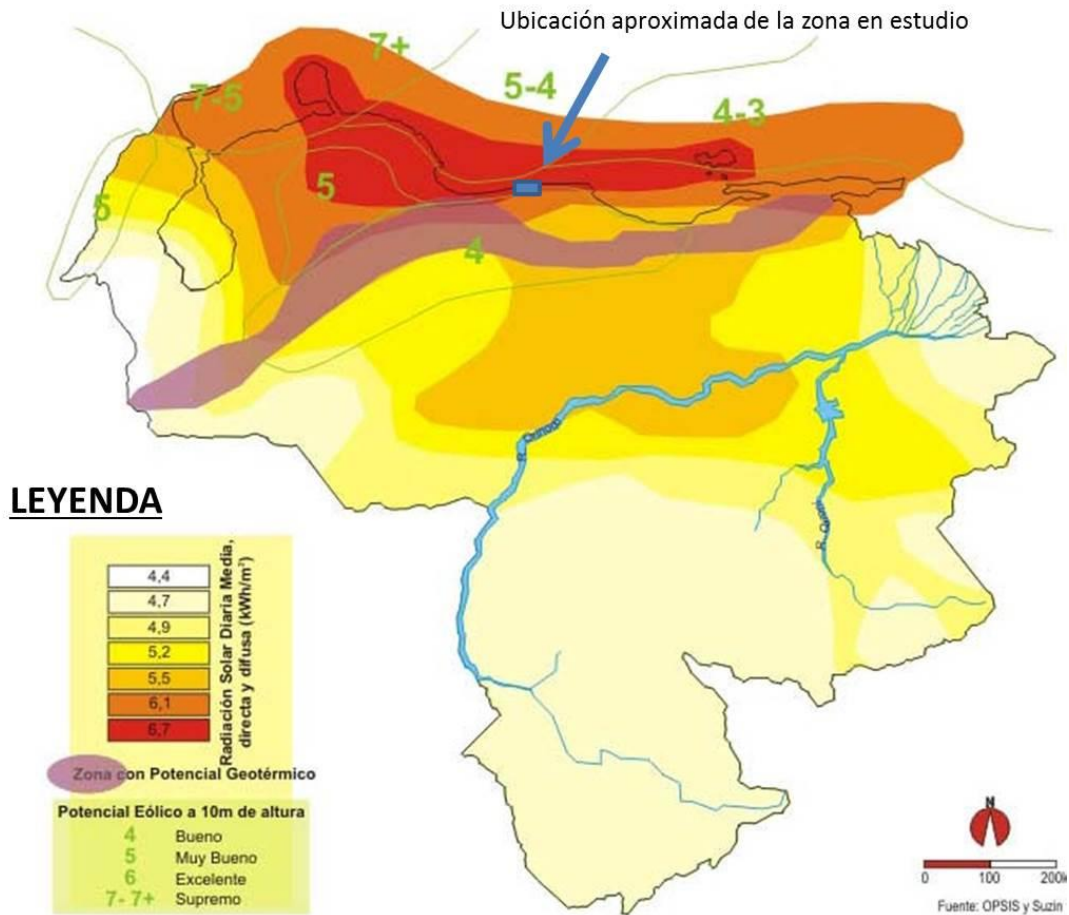 Ubicación aproximada de la zona en estudio
7+
5-4
7-5
4-3
5
5
4
R. Orinoco
R. Caroní
LEYENDA
4,4
4,7
4,9
5,2
5,5
6,1
6,7
Radiación Solar Diaria Media,
directa y difusa (kWh/m²)
Zona con Potencial Geotérmico
Potencial Eólico a 10m de altura
4 Bueno
5 Muy Bueno
6 Excelente
7- 7+ Supremo
N
0 100 200k
Fuente: OPSIS y Suzin